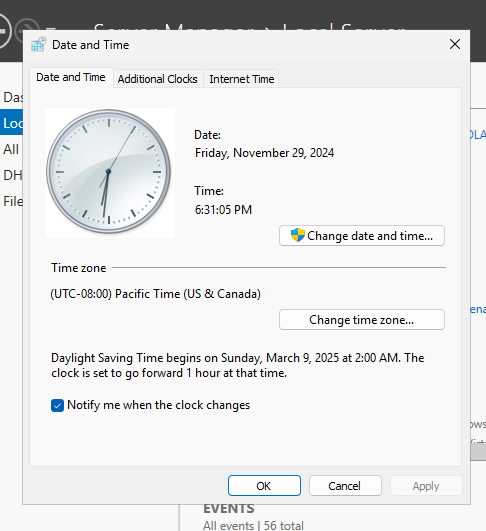 Server Manager · Local Server
Date and Time
Date and Time
Additional Clocks
Internet Time
Date:
Friday, November 29, 2024
Time:
6:31:05 PM
Change date and time...
Time zone
(UTC-08:00) Pacific Time (US & Canada)
Change time zone...
Daylight Saving Time begins on Sunday, March 9, 2025 at 2:00 AM. The
clock is set to go forward 1 hour at that time.
Notify me when the clock changes
OK
Cancel
Apply
Das
Loc
All
DH
File
EVENTS
All events | 56 total